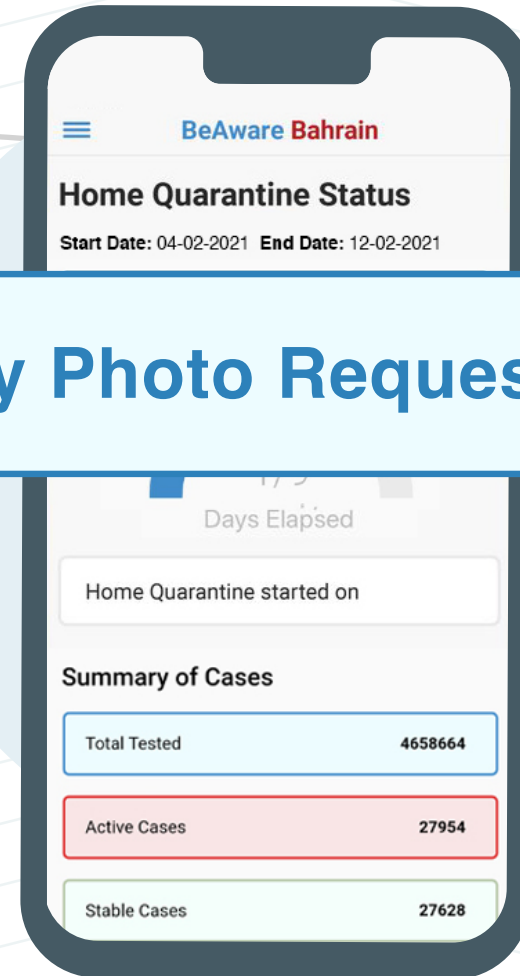 BeAware Bahrain
Home Quarantine Status
Start Date: 04-02-2021 End Date: 12-02-2021
y Photo Reques
Days Elapsed
Home Quarantine started on
Summary of Cases
Total Tested 4658664
Active Cases 27954
Stable Cases 27628